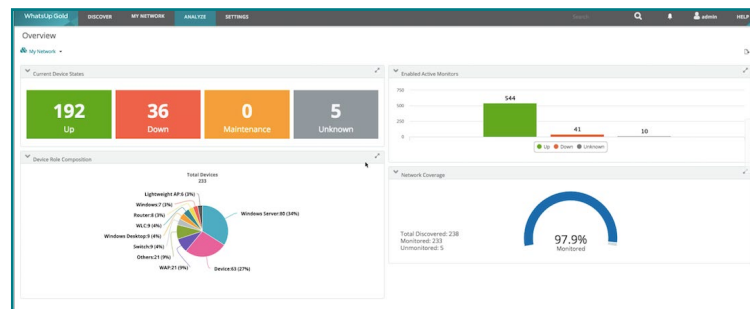 WhatsUp Gold DISCOVER MY NETWORK ANALYZE SETTINGS Search admin HELP
Overview
My Network
Current Device States
192
Up
36
Down
0
Maintenance
5
Unknown
Enabled Active Monitors
750
500
250
0
544
41
10
Up Down Unknown
Device Role Composition
Total Devices
233
Lightweight AP:6 (3%)
Windows:7 (3%)
Router:8 (3%)
WLC:9 (4%)
Windows Desktop:9 (4%)
Switch:9 (4%)
Others:21 (9%)
WAP:21 (9%)
Device:63 (27%)
Windows Server:80 (34%)
Network Coverage
Total Discovered: 238
Monitored: 233
Unmonitored: 5
97.9%
Monitored